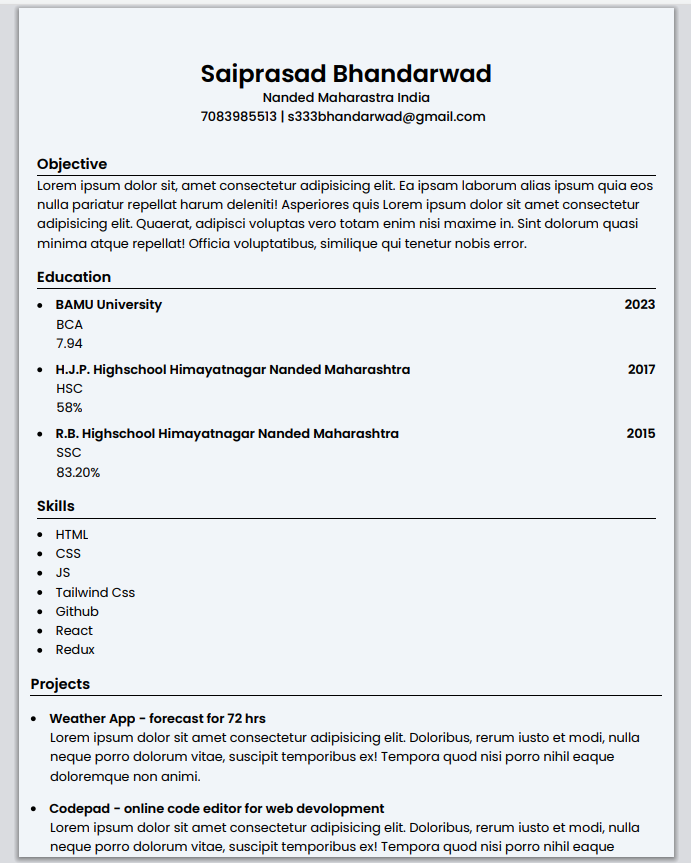 Saiprasad Bhandarwad
Nanded Maharastra India
7083985513 | s333bhandarwad@gmail.com
Objective
Lorem ipsum dolor sit, amet consectetur adipisicing elit. Ea ipsam laborum alias ipsum quia eos
nulla pariatur repellat harum deleniti! Asperiores quis Lorem ipsum dolor sit amet consectetur
adipisicing elit. Quaerat, adipisci voluptas vero totam enim nisi maxime in. Sint dolorum quasi
minima atque repellat! Officia voluptatibus, similique qui tenetur nobis error.
Education
• BAMU University 2023
BCA
7.94
• H.J.P. Highschool Himayatnagar Nanded Maharashtra 2017
HSC
58%
• R.B. Highschool Himayatnagar Nanded Maharashtra 2015
SSC
83.20%
Skills
• HTML
• CSS
• JS
• Tailwind Css
• Github
• React
• Redux
Projects
• Weather App - forecast for 72 hrs
Lorem ipsum dolor sit amet consectetur adipisicing elit. Doloribus, rerum iusto et modi, nulla
neque porro dolorum vitae, suscipit temporibus ex! Tempora quod nisi porro nihil eaque
doloremque non animi.
• Codepad - online code editor for web devolopment
Lorem ipsum dolor sit amet consectetur adipisicing elit. Doloribus, rerum iusto et modi, nulla
neque porro dolorum vitae, suscipit temporibus ex! Tempora quod nisi porro nihil eaque